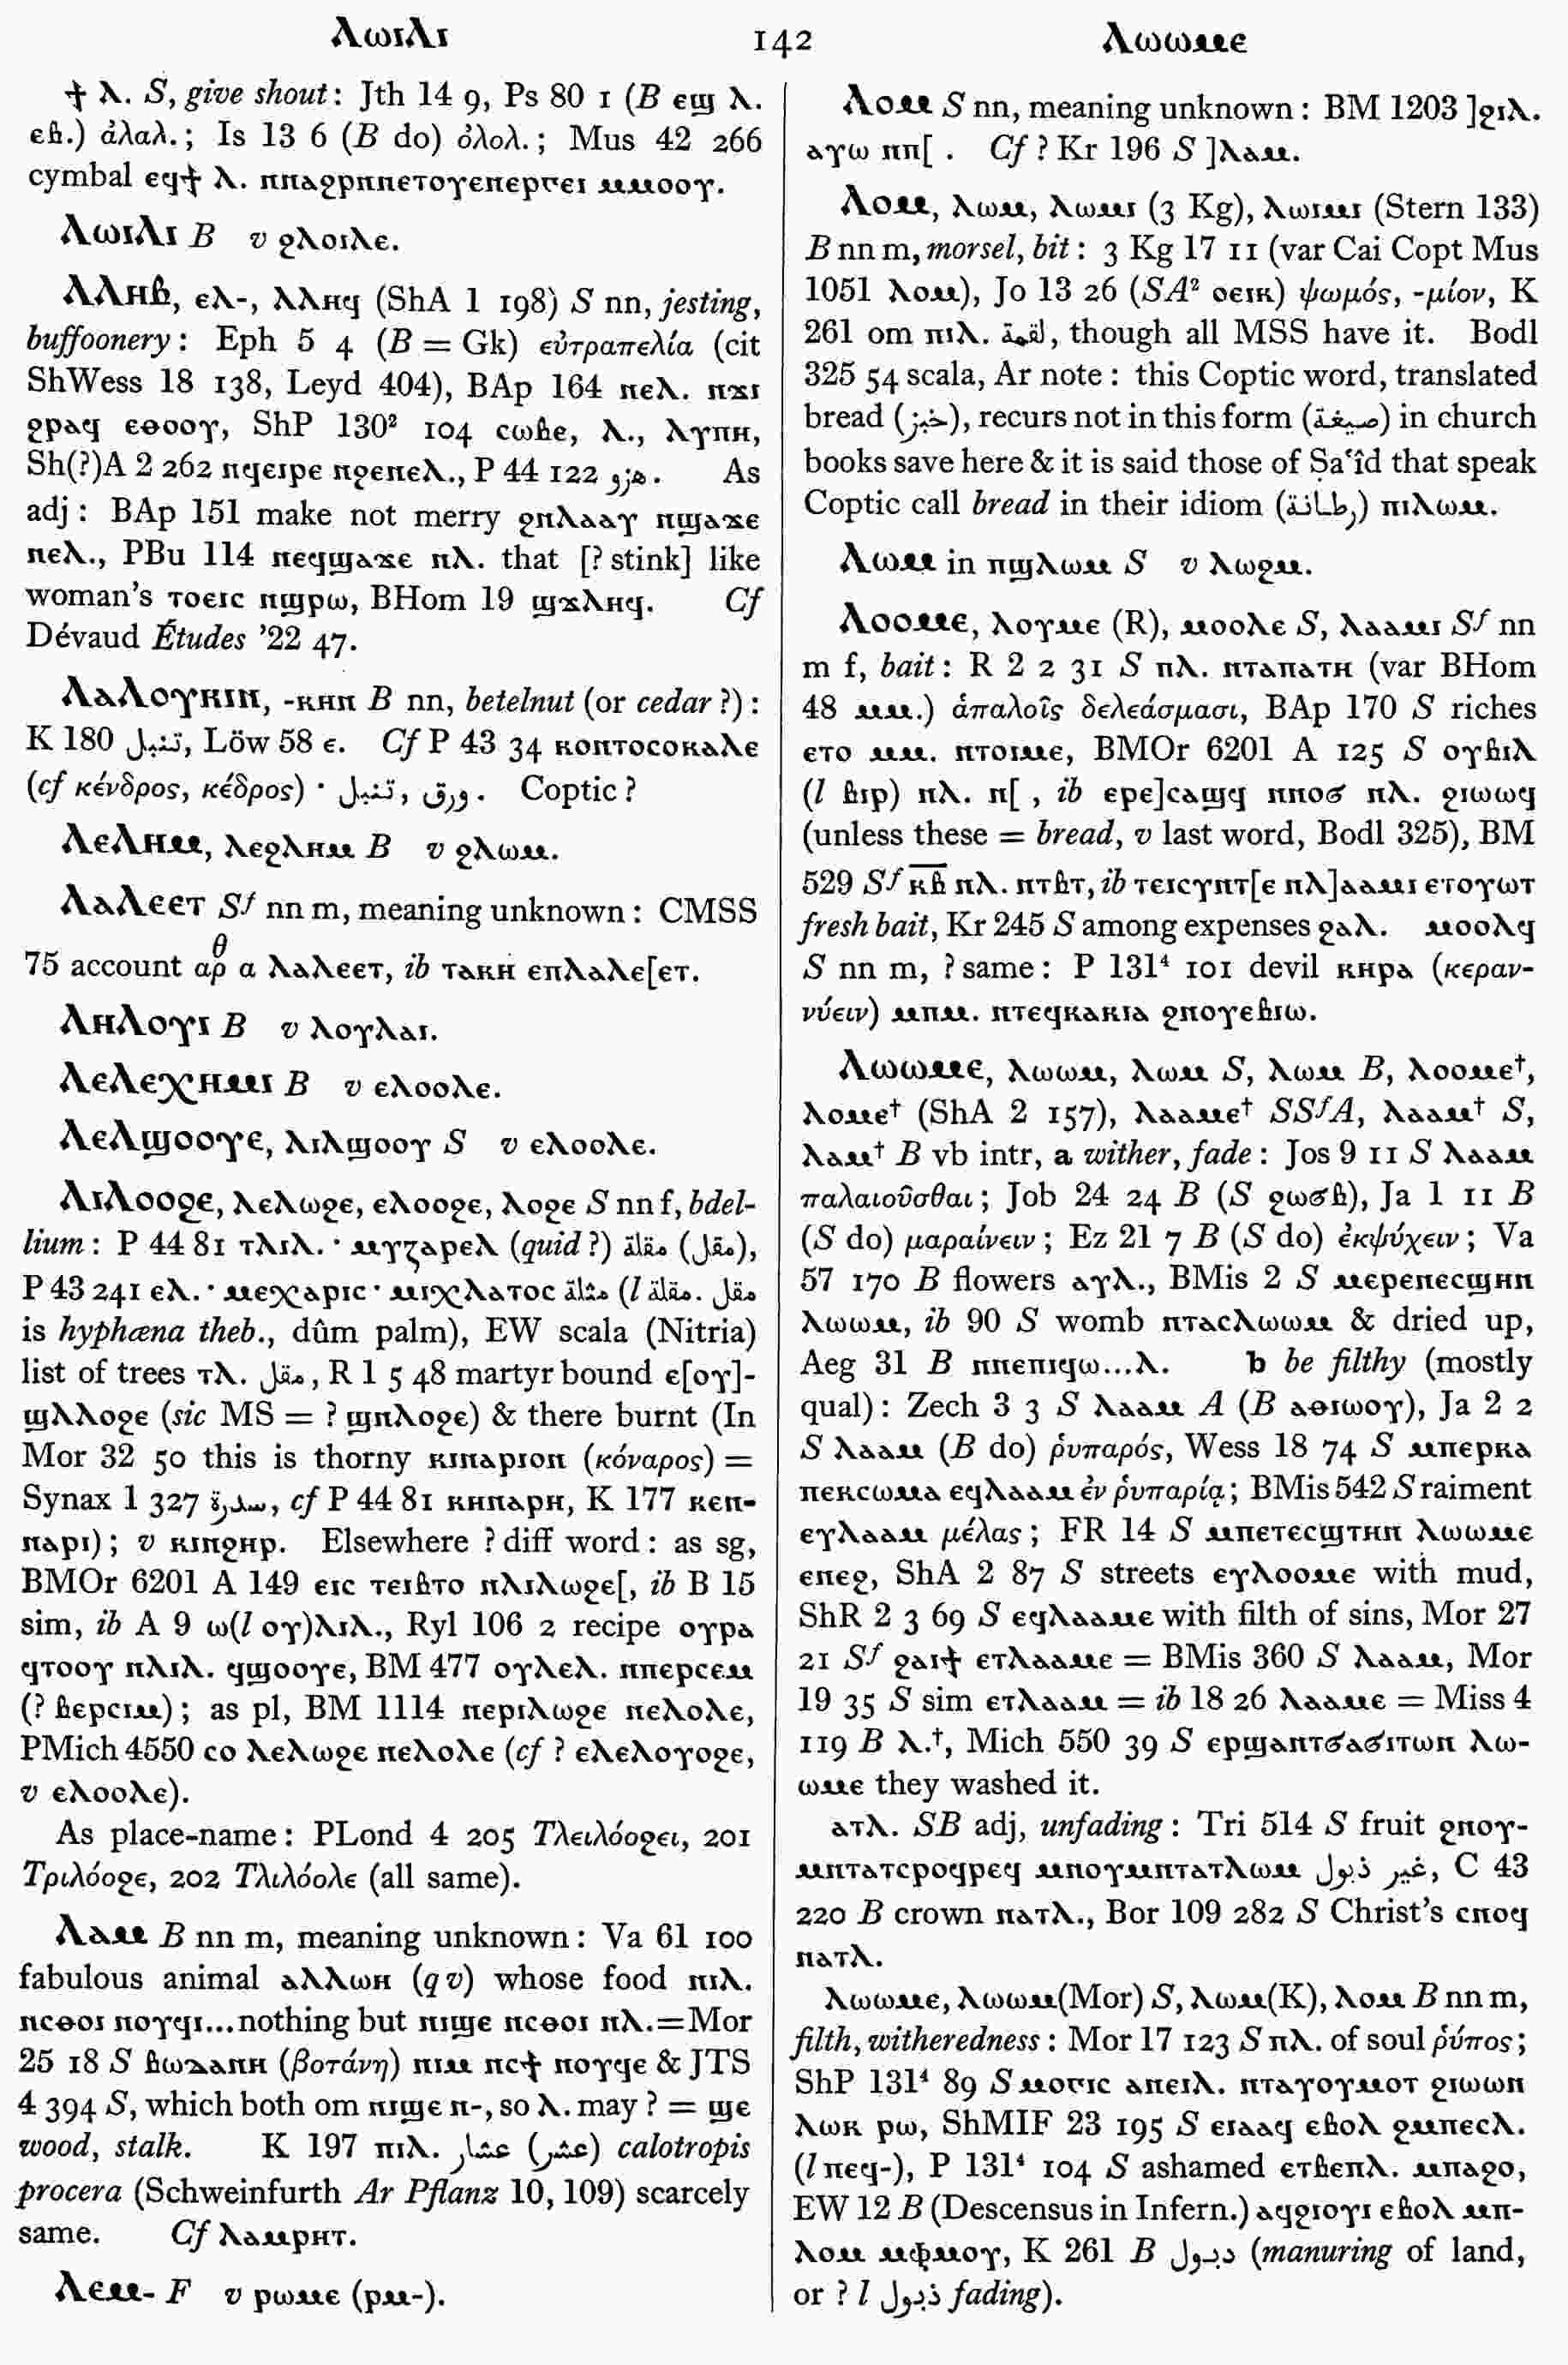 ⲗⲱⲓⲗⲓ 142 ⲗⲱⲱⲙⲉ
ϯ ⲗ. S, give shout: Jth 14 9, Ps 80 1 (B ⲉϣ ⲗ.
ⲉⲃ.) ἀλαλ.; Is 13 6 (B do) ὀλολ.; Mus 42 266
cymbal ⲉϥϯ ⲗ. ⲛⲛⲁϩⲣⲛⲛⲉⲧⲟⲩⲉⲛⲉⲣⲅⲉⲓ ⲙⲙⲟⲟⲩ.
ⲗⲱⲓⲗⲓ B v ϩⲗⲟⲓⲗⲉ.
ⲗⲗⲏⲃ, ⲉⲗ-, ⲗⲗⲏϥ (ShA 1 198) S nn, jesting,
buffoonery: Eph 5 4 (B = Gk) εὐτραπελία (cit
ShWess 18 138, Leyd 404), BAp 164 ⲛⲉⲗ. ⲛϫⲓ
ϩⲣⲁϥ ⲉⲑⲟⲟⲩ, ShP 130² 104 ⲥⲱⲃⲉ, ⲗ., ⲗⲩⲡⲏ,
Sh(?)A 2 262 ⲛϥⲉⲓⲣⲉ ⲛϩⲉⲛⲉⲗ., P 44 122 هزو. As
adj: BAp 151 make not merry ϩⲛⲗⲁⲁⲩ ⲛϣⲁϫⲉ
ⲛⲉⲗ., PBu 114 ⲛⲉϥϣⲁϫⲉ ⲛⲗ. that [? stink] like
woman's ⲧⲟⲉⲓⲥ ⲛϣⲣⲱ, BHom 19 ϣϫⲗⲏϥ. Cf
Dévaud Études '22 47.
ⲗⲁⲗⲟⲩⲕⲓⲛ, -ⲕⲏⲛ B nn, betelnut (or cedar ?):
K 180 تنبل, Löw 58 ε. Cf P 43 34 ⲕⲟⲛⲧⲟⲥⲟⲕⲁⲗⲉ
(cf κένδρος, κέδρος) · تنبل, ورق. Coptic?
ⲗⲉⲗⲏⲙ, ⲗⲉϩⲗⲏⲙ B v ϩⲗⲱⲙ.
ⲗⲁⲗⲉⲉⲧ Sf nn m, meaning unknown: CMSS
75 account αρθ α ⲗⲁⲗⲉⲉⲧ, ib ⲧⲁⲕⲏ ⲉⲡⲗⲁⲗⲉ[ⲉⲧ.
ⲗⲏⲗⲟⲩⲓ B v ⲗⲟⲩⲗⲁⲓ.
ⲗⲉⲗⲉⲭⲏⲙⲓ B v ⲉⲗⲟⲟⲗⲉ.
ⲗⲉⲗϣⲟⲟⲩⲉ, ⲗⲓⲗϣⲟⲟⲩ S v ⲉⲗⲟⲟⲗⲉ.
ⲗⲓⲗⲟⲟϩⲉ, ⲗⲉⲗⲱϩⲉ, ⲉⲗⲟⲟϩⲉ, ⲗⲟϩⲉ S nn f, bdel-
lium: P 44 81 ⲧⲗⲓⲗ. · ⲙⲩⲍⲁⲣⲉⲗ (quid ?) مقلة (مقل),
P 43 241 ⲉⲗ. · ⲙⲉⲭⲁⲣⲓⲥ · ⲙⲓⲭⲗⲁⲧⲟⲥ مثلة (l مقلة. مقل
is hyphæna theb., dûm palm), EW scala (Nitria)
list of trees ⲧⲗ. مقل, R 1 5 48 martyr bound ⲉ[ⲟⲩ]-
ϣⲗⲗⲟϩⲉ (sic MS = ? ϣⲛⲗⲟϩⲉ) & there burnt (In
Mor 32 50 this is thorny ⲕⲓⲛⲁⲣⲓⲟⲛ (κόναρος) =
Synax 1 327 سدرة, cf P 44 81 ⲕⲏⲛⲁⲣⲏ, K 177 ⲕⲉⲛ-
ⲛⲁⲣⲓ); v ⲕⲓⲛϩⲏⲣ. Elsewhere ? diff word: as sg,
BMOr 6201 A 149 ⲉⲓⲥ ⲧⲉⲓⲃⲧⲟ ⲛⲗⲓⲗⲱϩⲉ[, ib B 15
sim, ib A 9 ⲱ(l ⲟⲩ)ⲗⲓⲗ., Ryl 106 2 recipe ⲟⲩⲣⲁ
ϥⲧⲟⲟⲩ ⲛⲗⲓⲗ. ϥϣⲟⲟⲩⲉ, BM 477 ⲟⲩⲗⲉⲗ. ⲛⲡⲉⲣⲥⲉⲙ
(? ⲃⲉⲣⲥⲓⲙ); as pl, BM 1114 ⲛⲉⲣⲓⲗⲱϩⲉ ⲛⲉⲗⲟⲗⲉ,
PMich 4550 ⲥⲟ ⲗⲉⲗⲱϩⲉ ⲛⲉⲗⲟⲗⲉ (cf ? ⲉⲗⲉⲗⲟⲩⲟϩⲉ,
v ⲉⲗⲟⲟⲗⲉ).
As place-name: PLond 4 205 Τλειλόοϩει, 201
Τριλόοϩε, 202 Τλιλόολε (all same).
ⲗⲁⲙ B nn m, meaning unknown: Va 61 100
fabulous animal ⲁⲗⲗⲱⲏ (q v) whose food ⲡⲓⲗ.
ⲛⲥⲑⲟⲓ ⲛⲟⲩϥⲓ...nothing but ⲡⲓϣⲉ ⲛⲥⲑⲟⲓ ⲛⲗ.=Mor
25 18 S ⲃⲱⲇⲁⲛⲏ (βοτάνη) ⲛⲓⲙ ⲛⲥϯ ⲛⲟⲩϥⲉ & JTS
4 394 S, which both om ⲡⲓϣⲉ ⲛ-, so ⲗ. may ? = ϣⲉ
wood, stalk. K 197 ⲡⲓⲗ. عشار (عشر) calotropis
procera (Schweinfurth Ar Pflanz 10, 109) scarcely
same. Cf ⲗⲁⲙⲣⲏⲧ.
ⲗⲉⲙ- F v ⲣⲱⲙⲉ (ⲣⲙ-).
ⲗⲟⲙ S nn, meaning unknown: BM 1203 ]ϩⲓⲗ.
ⲁⲩⲱ ⲛⲡ[ . Cf ? Kr 196 S ]ⲗⲁⲙ.
ⲗⲟⲙ, ⲗⲱⲙ, ⲗⲱⲙⲓ (3 Kg), ⲗⲱⲓⲙⲓ (Stern 133)
B nn m, morsel, bit: 3 Kg 17 11 (var Cai Copt Mus
1051 ⲗⲟⲙ), Jo 13 26 (SA² ⲟⲉⲓⲕ) ψωμός, -μίον, K
261 om ⲡⲓⲗ. لقمة, though all MSS have it. Bodl
325 54 scala, Ar note: this Coptic word, translated
bread (خبز), recurs not in this form (صيغة) in church
books save here & it is said those of Ṣaʿîd that speak
Coptic call bread in their idiom (رطانة) ⲡⲓⲗⲱⲙ.
ⲗⲱⲙ in ⲡϣⲗⲱⲙ S v ⲗⲱϩⲙ.
ⲗⲟⲟⲙⲉ, ⲗⲟⲩⲙⲉ (R), ⲙⲟⲟⲗⲉ S, ⲗⲁⲁⲙⲓ Sf nn
m f, bait: R 2 2 31 S ⲡⲗ. ⲛⲧⲁⲡⲁⲧⲏ (var BHom
48 ⲙⲙ.) ἁπαλοῖς δελεάσμασι, BAp 170 S riches
ⲉⲧⲟ ⲙⲙ. ⲛⲧⲟⲓⲙⲉ, BMOr 6201 A 125 S ⲟⲩⲃⲓⲗ
(l ⲃⲓⲣ) ⲛⲗ. ⲛ[ , ib ⲉⲣⲉ]ⲥⲁϣϥ ⲛⲛⲟϭ ⲛⲗ. ϩⲓⲱⲱϥ
(unless these = bread, v last word, Bodl 325), BM
529 Sf ⲕⲃ ⲛⲗ. ⲛⲧⲃⲧ, ib ⲧⲉⲓⲥⲩⲛⲧ[ⲉ ⲛⲗ]ⲁⲁⲙⲓ ⲉⲧⲟⲩⲱⲧ
fresh bait, Kr 245 S among expenses ϩⲁⲗ. ⲙⲟⲟⲗϥ
S nn m, ? same: P 131⁴ 101 devil ⲕⲏⲣⲁ (κεραν-
νύειν) ⲙⲡⲙ. ⲛⲧⲉϥⲕⲁⲕⲓⲁ ϩⲛⲟⲩⲉⲃⲓⲱ.
ⲗⲱⲱⲙⲉ, ⲗⲱⲱⲙ, ⲗⲱⲙ S, ⲗⲱⲙ B, ⲗⲟⲟⲙⲉ†,
ⲗⲟⲙⲉ† (ShA 2 157), ⲗⲁⲁⲙⲉ† SSfA, ⲗⲁⲁⲙ† S,
ⲗⲁⲙ† B vb intr, a wither, fade: Jos 9 11 S ⲗⲁⲁⲙ
παλαιοῦσθαι; Job 24 24 B (S ϩⲱϭⲃ), Ja 1 11 B
(S do) μαραίνειν; Ez 21 7 B (S do) ἐκψύχειν; Va
57 170 B flowers ⲁⲩⲗ., BMis 2 S ⲙⲉⲣⲉⲛⲉⲥϣⲏⲛ
ⲗⲱⲱⲙ, ib 90 S womb ⲛⲧⲁⲥⲗⲱⲱⲙ & dried up,
Aeg 31 B ⲛⲛⲉⲡⲓϥⲱ...ⲗ. b be filthy (mostly
qual): Zech 3 3 S ⲗⲁⲁⲙ A (B ⲁⲑⲓⲱⲟⲩ), Ja 2 2
S ⲗⲁⲁⲙ (B do) ῥυπαρός, Wess 18 74 S ⲙⲡⲉⲣⲕⲁ
ⲡⲉⲕⲥⲱⲙⲁ ⲉϥⲗⲁⲁⲙ ἐν ῥυπαρίᾳ; BMis 542 S raiment
ⲉⲩⲗⲁⲁⲙ μέλας; FR 14 S ⲙⲡⲉⲧⲉⲥϣⲧⲏⲛ ⲗⲱⲱⲙⲉ
ⲉⲛⲉϩ, ShA 2 87 S streets ⲉⲩⲗⲟⲟⲙⲉ with mud,
ShR 2 3 69 S ⲉϥⲗⲁⲁⲙⲉ with filth of sins, Mor 27
21 Sf ϩⲁⲓϯ ⲉⲧⲗⲁⲁⲙⲉ = BMis 360 S ⲗⲁⲁⲙ, Mor
19 35 S sim ⲉⲧⲗⲁⲁⲙ = ib 18 26 ⲗⲁⲁⲙⲉ = Miss 4
119 B ⲗ.†, Mich 550 39 S ⲉⲣϣⲁⲛⲧϭⲁϭⲓⲧⲱⲛ ⲗⲱ-
ⲱⲙⲉ they washed it.
ⲁⲧⲗ. SB adj, unfading: Tri 514 S fruit ϩⲛⲟⲩ-
ⲙⲛⲧⲁⲧⲥⲣⲟϥⲣⲉϥ ⲙⲛⲟⲩⲙⲛⲧⲁⲧⲗⲱⲙ غير ذبول, C 43
220 B crown ⲛⲁⲧⲗ., Bor 109 282 S Christ's ⲥⲛⲟϥ
ⲛⲁⲧⲗ.
ⲗⲱⲱⲙⲉ, ⲗⲱⲱⲙ(Mor) S, ⲗⲱⲙ(K), ⲗⲟⲙ B nn m,
filth, witheredness: Mor 17 123 S ⲡⲗ. of soul ῥύπος;
ShP 131⁴ 89 S ⲙⲟⲅⲓⲥ ⲁⲡⲉⲓⲗ. ⲛⲧⲁⲩⲟⲩⲙⲟⲧ ϩⲓⲱⲱⲛ
ⲗⲱⲕ ⲣⲱ, ShMIF 23 195 S ⲉⲓⲁⲁϥ ⲉⲃⲟⲗ ϩⲙⲡⲉⲥⲗ.
(l ⲡⲉϥ-), P 131⁴ 104 S ashamed ⲉⲧⲃⲉⲡⲗ. ⲙⲡⲁϩⲟ,
EW 12 B (Descensus in Infern.) ⲁϥϩⲓⲟⲩⲓ ⲉⲃⲟⲗ ⲙⲡ-
ⲗⲟⲙ ⲙⲫⲙⲟⲩ, K 261 B دبول (manuring of land,
or ? l ذبول fading).